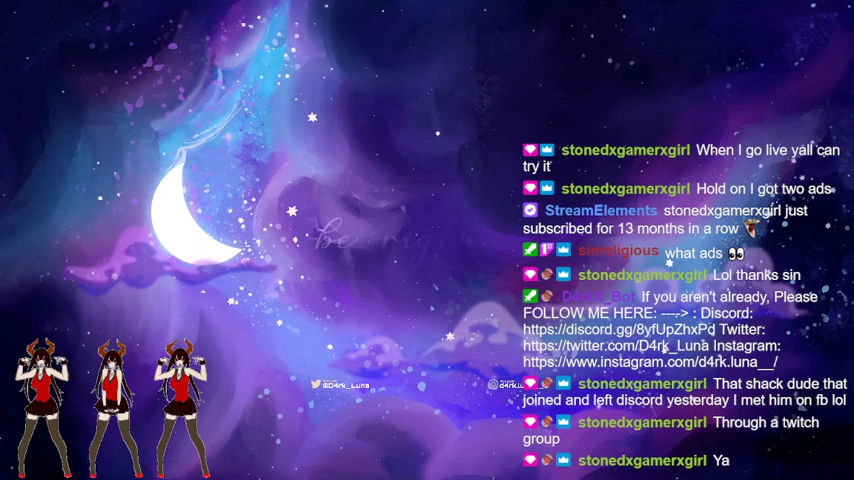 stonedxgamerxgirl When I go live yall can
try it
stonedxgamerxgirl Hold on I got two ads
StreamElements stonedxgamerxgirl just
subscribed for 13 months in a row
sinreligious what ads
stonedxgamerxgirl Lol thanks sin
If you aren't already, Please
FOLLOW ME HERE: ----> : Discord:
https://discord.gg/8yfUpZhxPd Twitter:
https://twitter.com/D4rk_Luna Instagram:
https://www.instagram.com/d4rk.luna__/
stonedxgamerxgirl That shack dude that
joined and left discord yesterday I met him on fb lol
stonedxgamerxgirl Through a twitch
group
stonedxgamerxgirl Ya
be
@D4rk_Luna